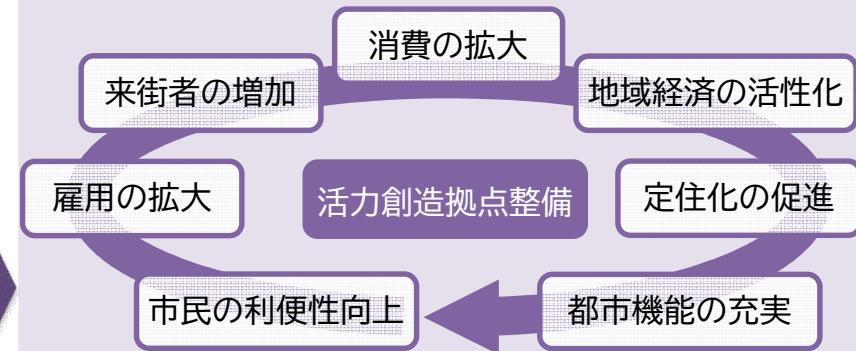 消費の拡大
来街者の増加
地域経済の活性化
雇用の拡大
活力創造拠点整備
定住化の促進
市民の利便性向上
都市機能の充実